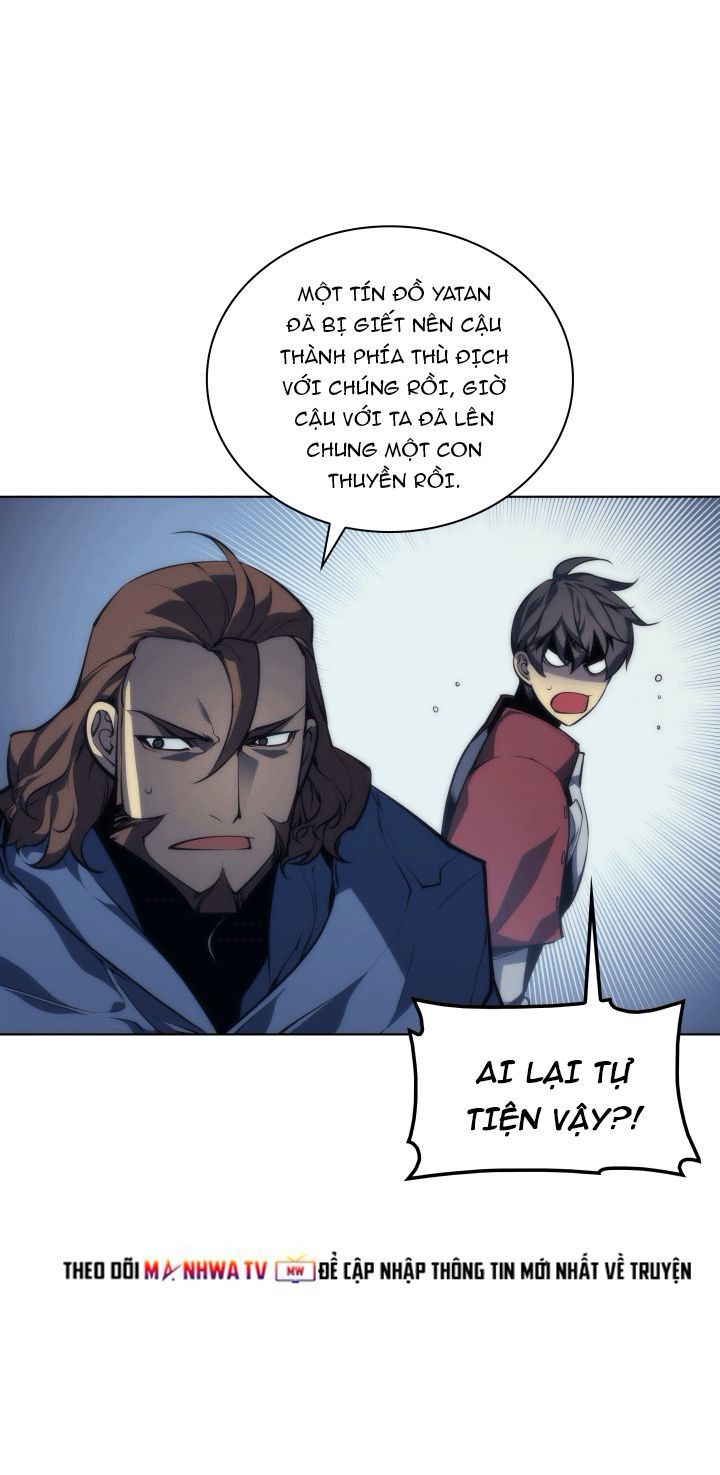 MỘT TÍN ĐỒ YATAN
ĐÃ BỊ GIẾT NÊN CẬU
THÀNH PHÍA THÙ ĐỊCH
VỚI CHÚNG RỒI, GIỜ
CẬU VỚI TA ĐÃ LÊN
CHUNG MỘT CON
THUYỀN RỒI.
AI LẠI TỰ
TIỆN VẬY?!
THEO DÕI MANHWA TV MW ĐỂ CẬP NHẬP THÔNG TIN MỚI NHẤT VỀ TRUYỆN